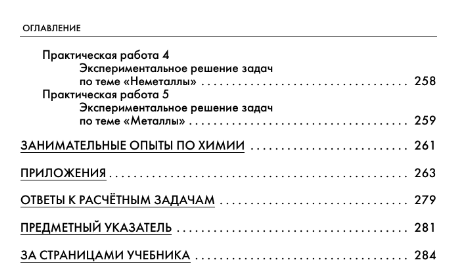 ОГЛАВЛЕНИЕ
Практическая работа 4
Экспериментальное решение задач
по теме «Неметаллы» . . . . . . . . . . . . . . . . . . . . . . . . . . . . . . . 258
Практическая работа 5
Экспериментальное решение задач
по теме «Металлы» . . . . . . . . . . . . . . . . . . . . . . . . . . . . . . . . . 259
ЗАНИМАТЕЛЬНЫЕ ОПЫТЫ ПО ХИМИИ . . . . . . . . . . . . . . . . . . . . . . . . 261
ПРИЛОЖЕНИЯ . . . . . . . . . . . . . . . . . . . . . . . . . . . . . . . . . . . . . . . . . . . . . 263
ОТВЕТЫ К РАСЧЁТНЫМ ЗАДАЧАМ . . . . . . . . . . . . . . . . . . . . . . . . . . . . 279
ПРЕДМЕТНЫЙ УКАЗАТЕЛЬ . . . . . . . . . . . . . . . . . . . . . . . . . . . . . . . . . . . 281
ЗА СТРАНИЦАМИ УЧЕБНИКА . . . . . . . . . . . . . . . . . . . . . . . . . . . . . . . . 284